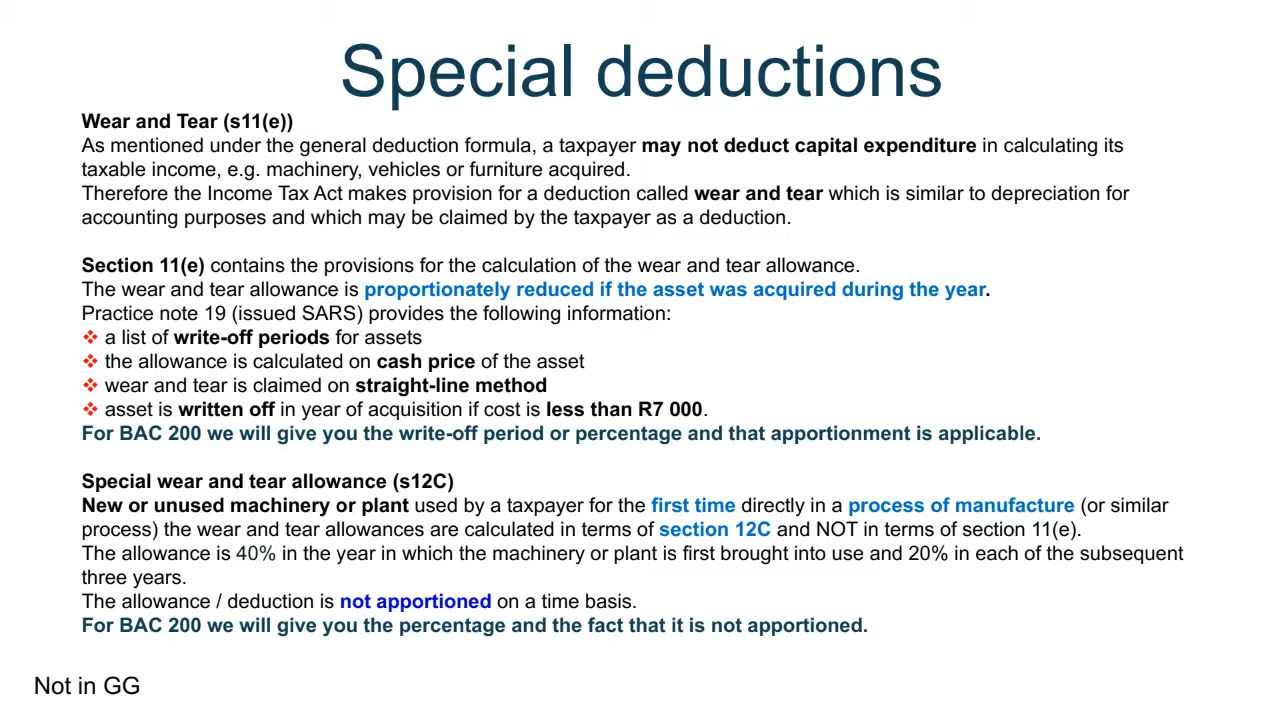 Special deductions
Wear and Tear (s11(e))
As mentioned under the general deduction formula, a taxpayer may not deduct capital expenditure in calculating its
taxable income, e.g. machinery, vehicles or furniture acquired.
Therefore the Income Tax Act makes provision for a deduction called wear and tear which is similar to depreciation for
accounting purposes and which may be claimed by the taxpayer as a deduction.
Section 11(e) contains the provisions for the calculation of the wear and tear allowance.
The wear and tear allowance is proportionately reduced if the asset was acquired during the year.
Practice note 19 (issued SARS) provides the following information:
❖ a list of write-off periods for assets
❖ the allowance is calculated on cash price of the asset
❖ wear and tear is claimed on straight-line method
❖ asset is written off in year of acquisition if cost is less than R7 000.
For BAC 200 we will give you the write-off period or percentage and that apportionment is applicable.
Special wear and tear allowance (s12C)
New or unused machinery or plant used by a taxpayer for the first time directly in a process of manufacture (or similar
process) the wear and tear allowances are calculated in terms of section 12C and NOT in terms of section 11(e).
The allowance is 40% in the year in which the machinery or plant is first brought into use and 20% in each of the subsequent
three years.
The allowance / deduction is not apportioned on a time basis.
For BAC 200 we will give you the percentage and the fact that it is not apportioned.
Not in GG